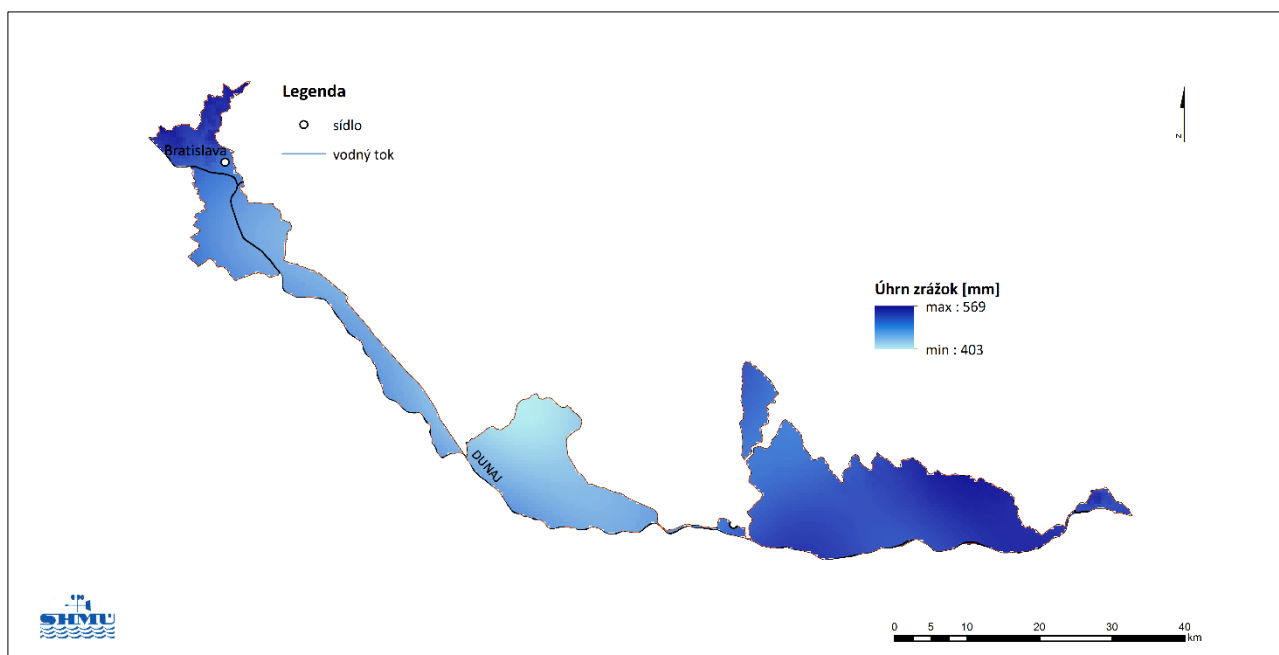 Legenda
sídlo
vodný tok
Bratislava
N
Úhrn zrážok [mm]
max : 569
min : 403
DUNAJ
SHMÚ
0 5 10 20 30 40
km